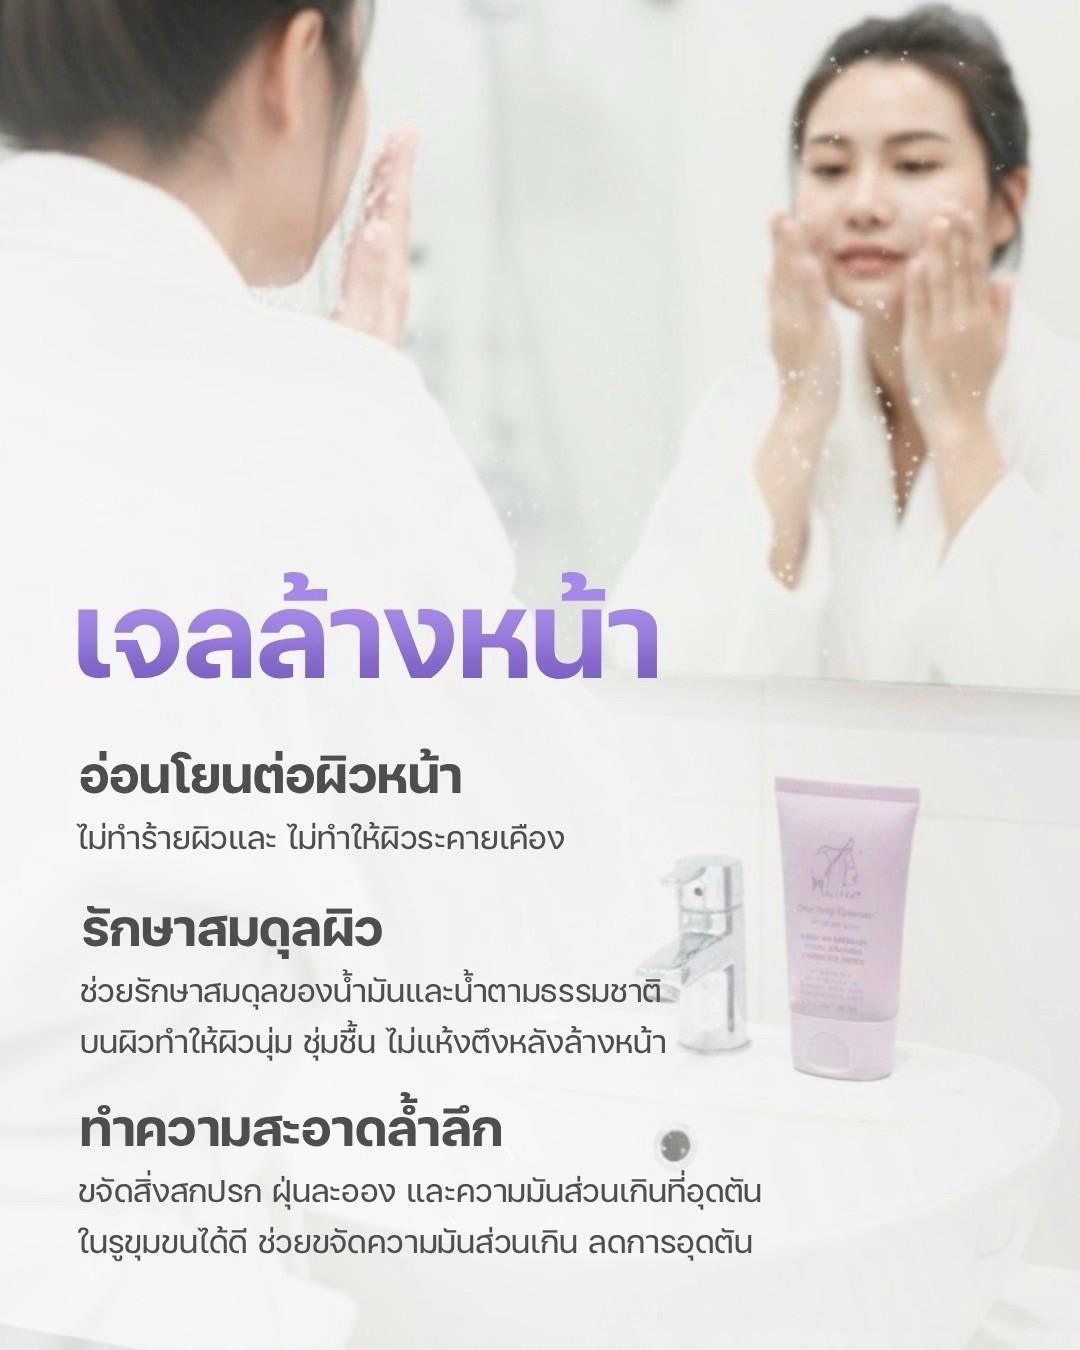 เจลล้างหน้า
อ่อนโยนต่อผิวหน้า
ไม่ทำร้ายผิวและ ไม่ทำให้ผิวระคายเคือง
รักษาสมดุลผิว
ช่วยรักษาสมดุลของน้ำมันและน้ำตามธรรมชาติ
บนผิวทำให้ผิวนุ่ม ชุ่มชื้น ไม่แห้งตึงหลังล้างหน้า
ทำความสะอาดล้ำลึก
ขจัดสิ่งสกปรก ฝุ่นละออง และความมันส่วนเกินที่อุดตัน
ในรูขุมขนได้ดี ช่วยขจัดความมันส่วนเกิน ลดการอุดตัน